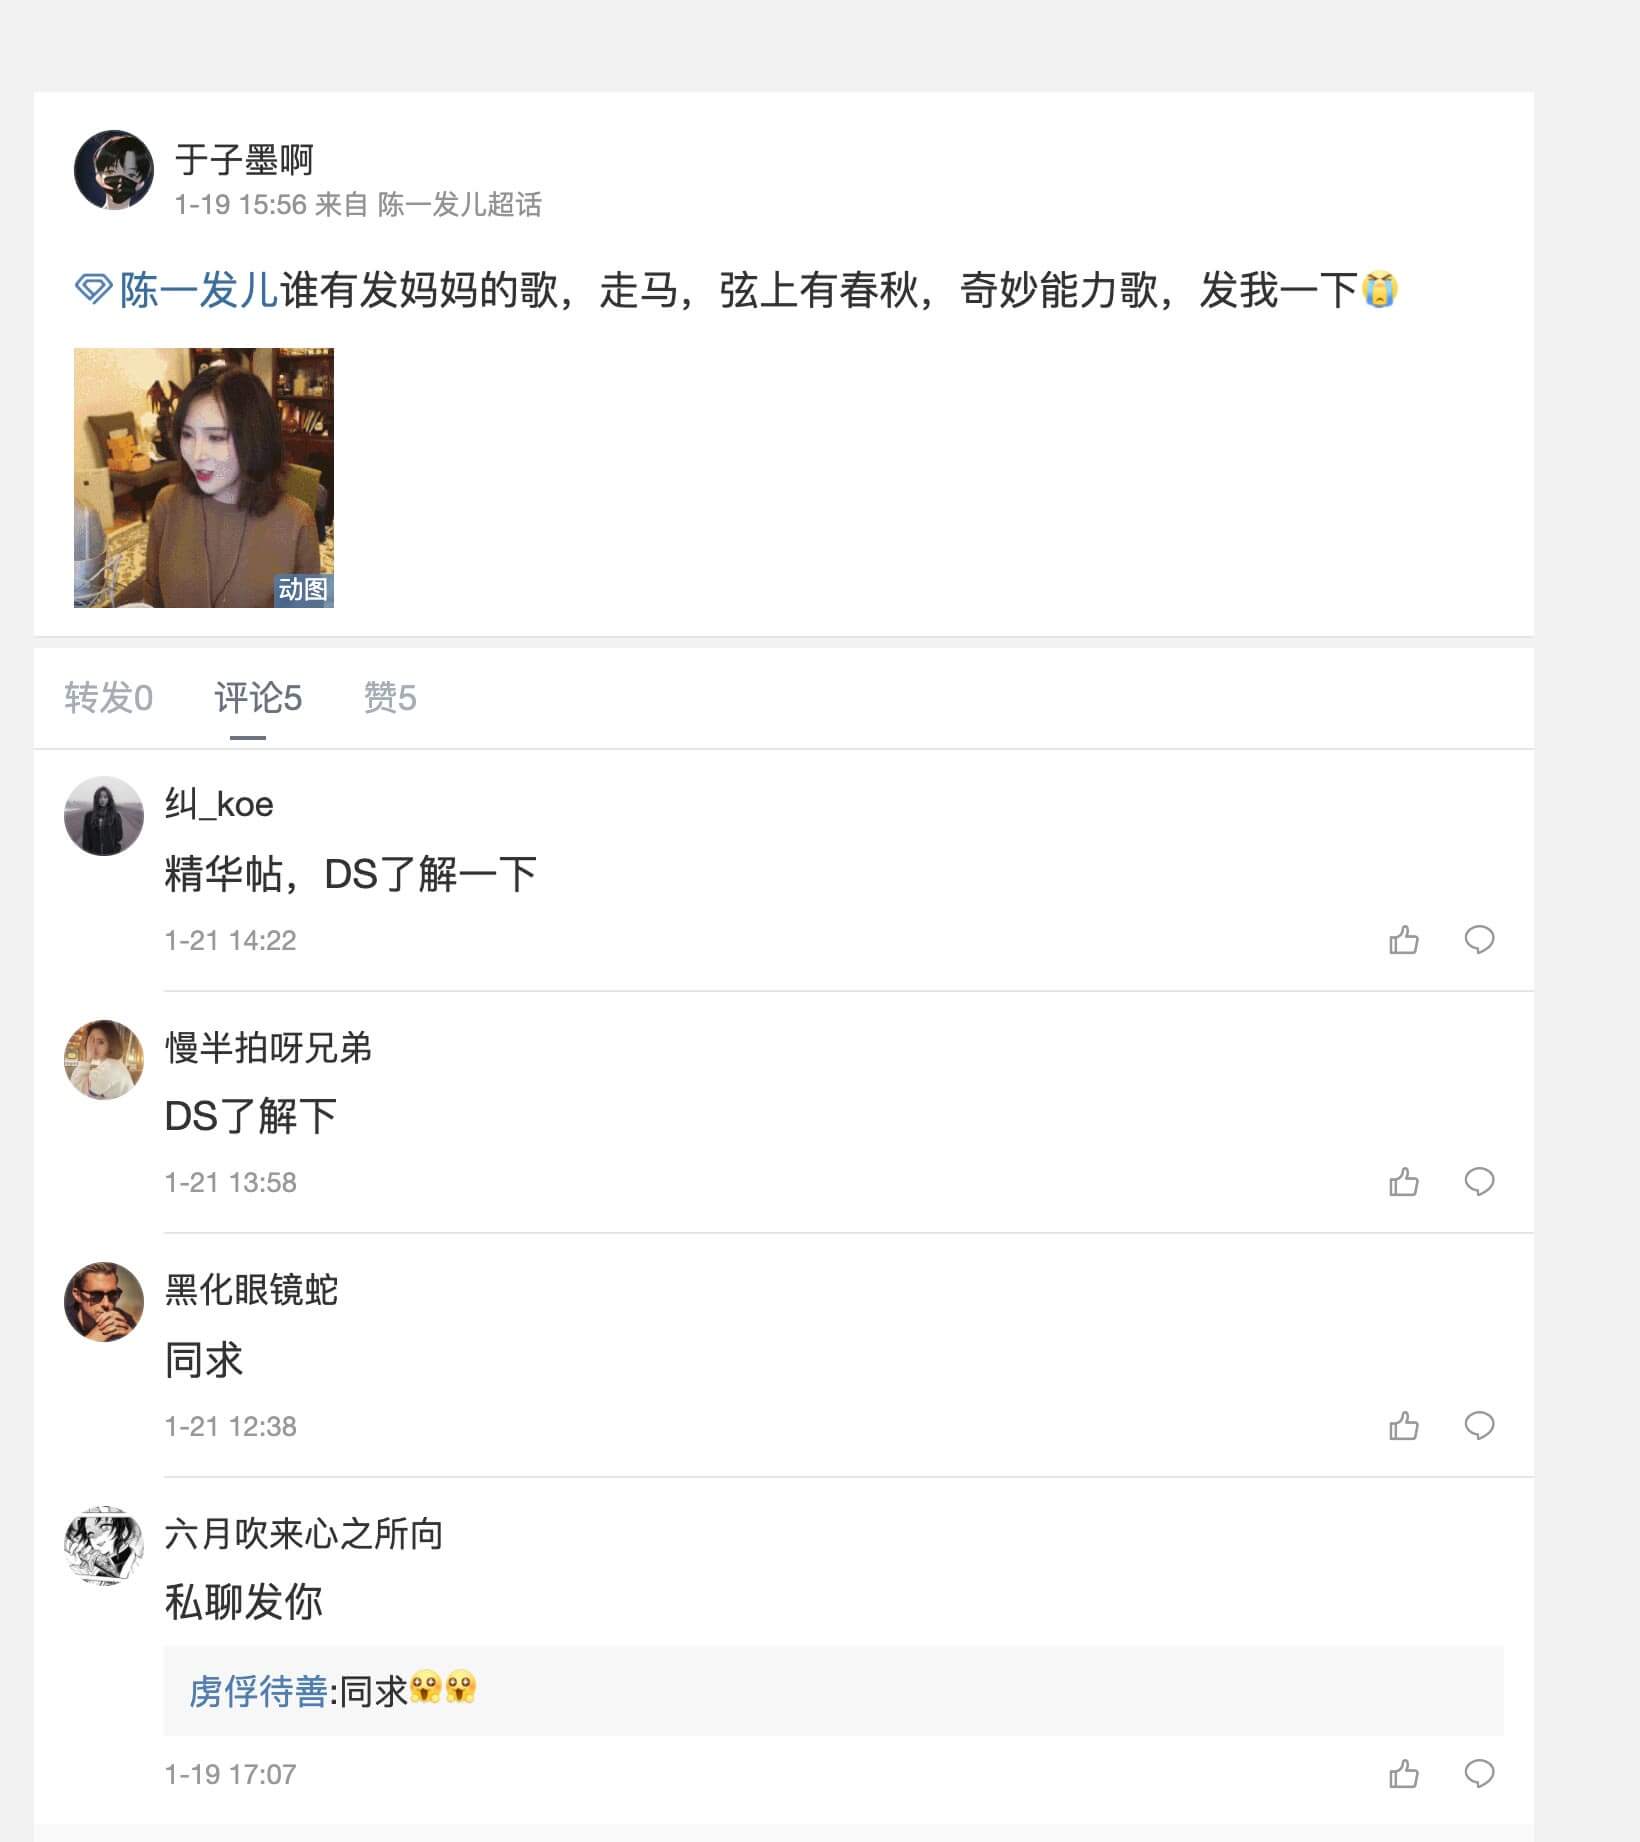 于子墨啊
1-19 15:56 来自 陈一发儿超话
陈一发儿谁有发妈妈的歌，走马，弦上有春秋，奇妙能力歌，发我一下😭
动图
转发0 评论5 赞5
纠_koe
精华帖，DS了解一下
1-21 14:22
慢半拍呀兄弟
DS了解下
1-21 13:58
黑化眼镜蛇
同求
1-21 12:38
六月吹来心之所向
私聊发你
虏俘待善:同求😱😱
1-19 17:07